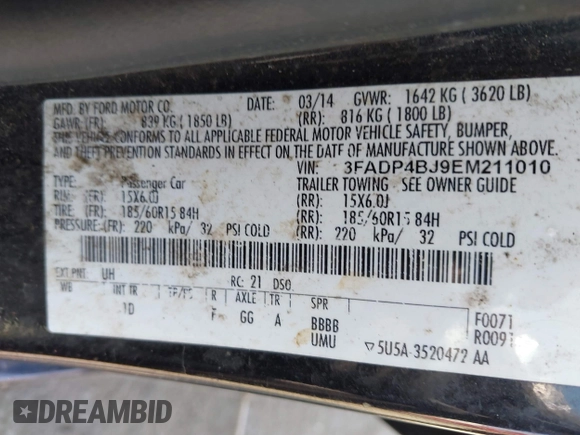 MFD. BY FORD MOTOR CO. DATE: 03/14 GVWR: 1642 KG ( 3620 LB)
GAWR (FR): 839 KG ( 1850 LB) (RR): 816 KG ( 1800 LB)
THIS VEHICLE CONFORMS TO ALL APPLICABLE FEDERAL MOTOR VEHICLE SAFETY, BUMPER,
AND THEFT PREVENTION STANDARDS IN EFFECT ON THE DATE OF MANUFACTURE SHOWN ABOVE.
VIN: 3FADP4BJ9EM211010
TYPE: Passenger Car TRAILER TOWING – SEE OWNER GUIDE
RIM: (FR): 15X6.0J (RR): 15X6.0J
TIRE: (FR): 185/60R15 84H (RR): 185/60R15 84H
PRESSURE: (FR): 220 kPa/ 32 PSI COLD (RR): 220 kPa/ 32 PSI COLD
EXT PNT: UH RC: 21 DSO:
WB INT TR TP/PS R AXLE TR SPR
1D F GG A BBBB F0071
UMU R0091
▽5U5A-3520472 AA
DREAMBID